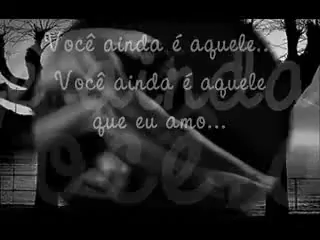 Você ainda é aquele..
Você ainda é aquele
que eu amo...